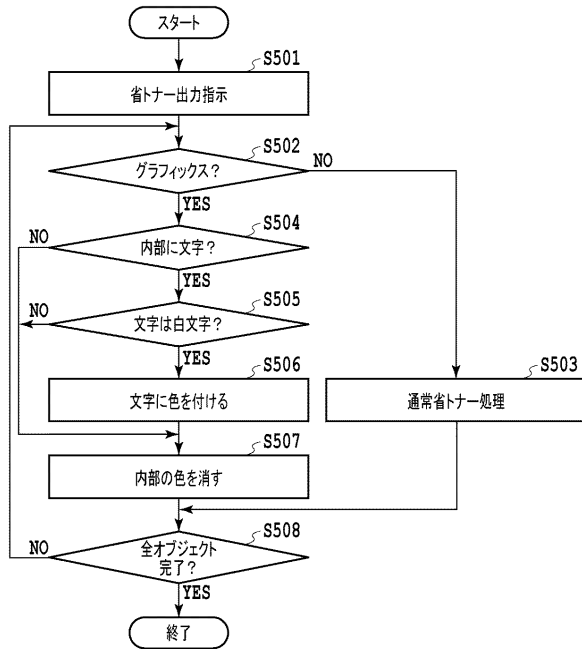 スタート
S501
省トナー出力指示
S502
グラフィックス?
NO
YES
S504
NO
内部に文字?
YES
S505
NO
文字は白文字?
YES
S506
文字に色を付ける
S503
通常省トナー処理
S507
内部の色を消す
S508
NO
全オブジェクト
完了?
YES
終了